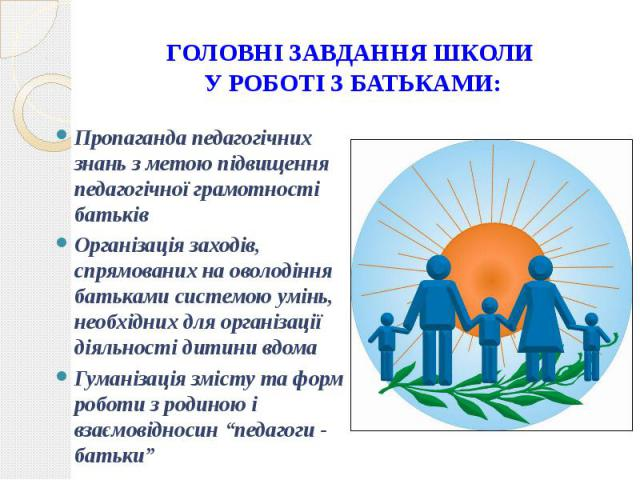 ГОЛОВНІ ЗАВДАННЯ ШКОЛИ
У РОБОТІ З БАТЬКАМИ:
Пропаганда педагогічних
знань з метою підвищення
педагогічної грамотності
батьків
Організація заходів,
спрямованих на оволодіння
батьками системою умінь,
необхідних для організації
діяльності дитини вдома
Гуманізація змісту та форм
роботи з родиною і
взаємовідносин “педагоги -
батьки”